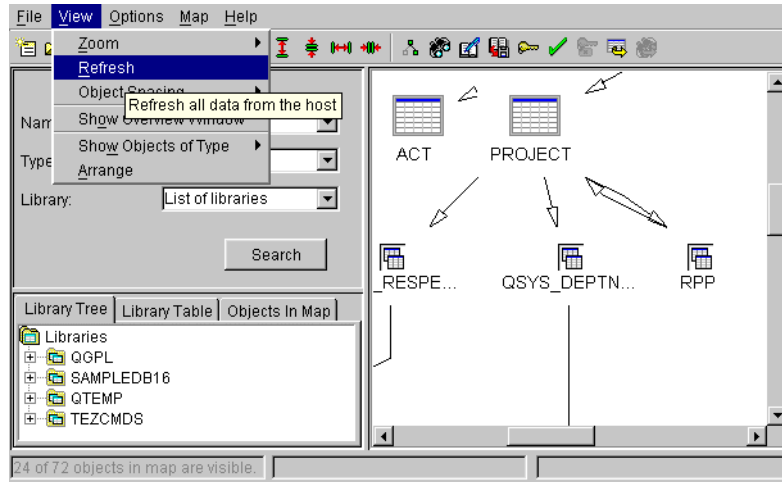 File View Options Map Help
Zoom
Refresh
Object Spacing
Refresh all data from the host
Show Overview Window
Show Objects of Type
Arrange
Library:
List of libraries
Search
Library Tree
Library Table
Objects In Map
Libraries
QGPL
SAMPLEDB16
QTEMP
TEZCMDS
ACT
PROJECT
_RESPE...
QSYS_DEPTN...
RPP
24 of 72 objects in map are visible.